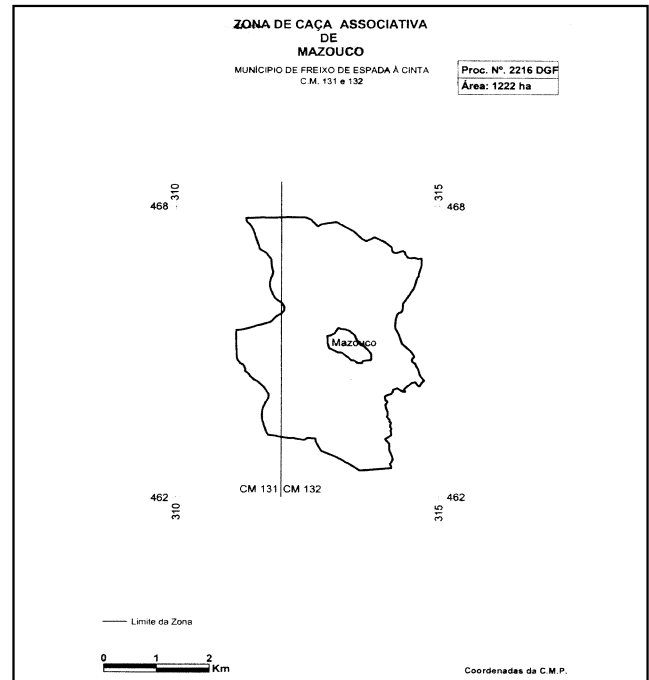 ZONA DE CAÇA ASSOCIATIVA
DE
MAZOUCO
MUNÍCIPIO DE FREIXO DE ESPADA À CINTA
C.M. 131 e 132
Proc. Nº. 2216 DGF
Área: 1222 ha
310
315
468
468
Mazouco
CM 131 CM 132
462
462
310
315
Limite da Zona
0 1 2
Km
Coordenadas da C.M.P.